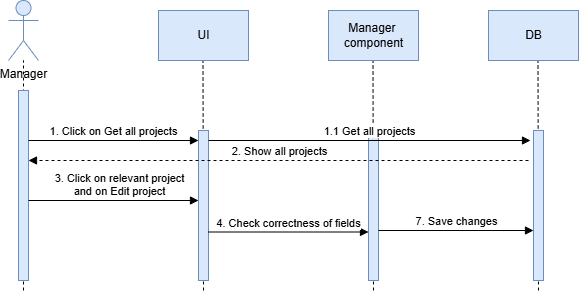 UI
Manager
component
DB
Manager
1. Click on Get all projects
1.1 Get all projects
2. Show all projects
3. Click on relevant project
and on Edit project
4. Check correctness of fields
7. Save changes